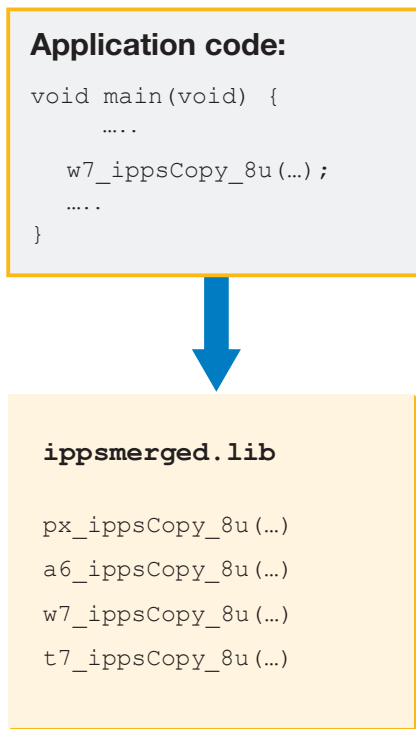 Application code:
void main(void) {
…..
w7_ippsCopy_8u(…);
…..
}
ippsmerged.lib
px_ippsCopy_8u(…)
a6_ippsCopy_8u(…)
w7_ippsCopy_8u(…)
t7_ippsCopy_8u(…)